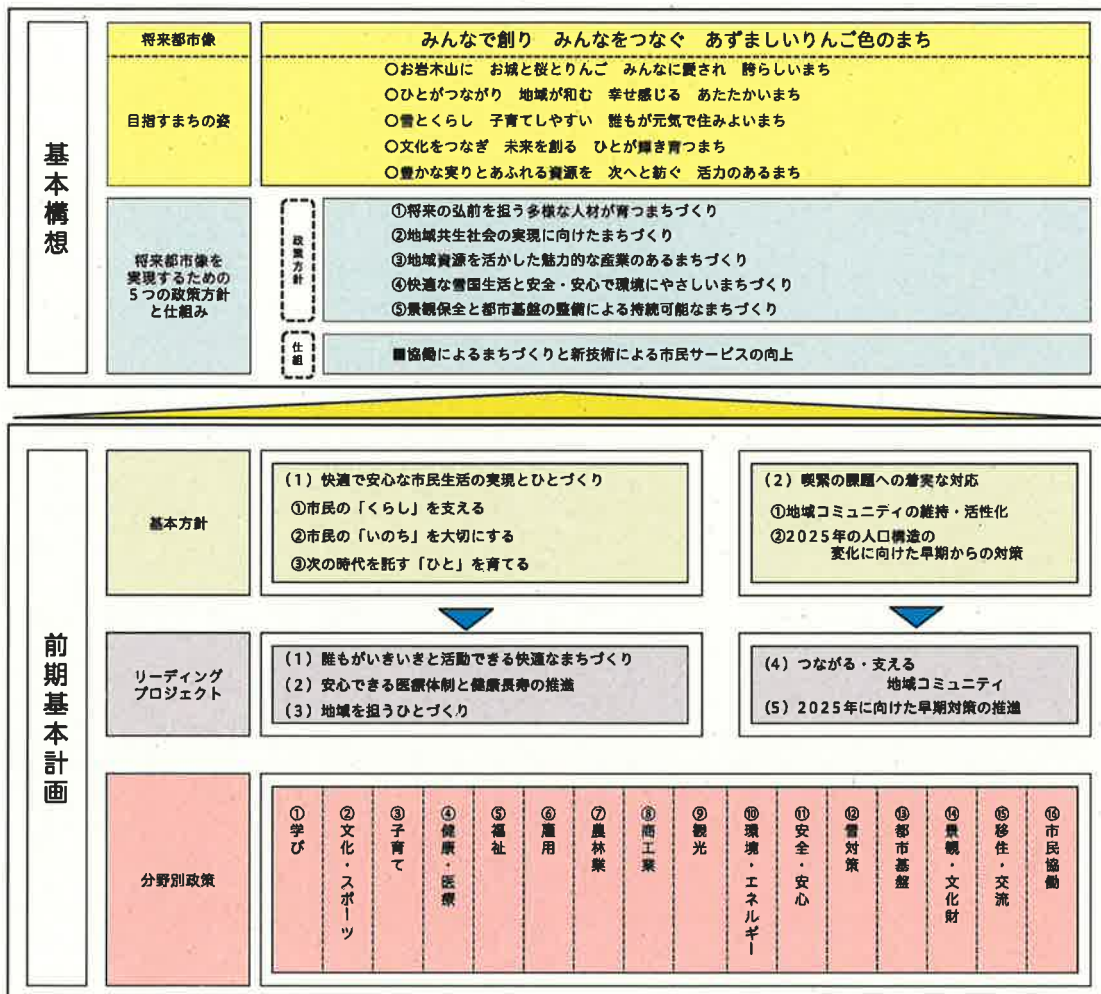 基本構想
将来都市像
みんなで創り みんなをつなぐ あずましいりんご色のまち
目指すまちの姿
○お岩木山に お城と桜とりんご みんなに愛され 誇らしいまち
○ひとがつながり 地域が和む 幸せ感じる あたたかいまち
○雪とくらし 子育てしやすい 誰もが元気で住みよいまち
○文化をつなぎ 未来を創る ひとが輝き育つまち
○豊かな実りとあふれる資源を 次へと紡ぐ 活力のあるまち
将来都市像を
実現するための
5つの政策方針
と仕組み
政策方針
①将来の弘前を担う多様な人材が育つまちづくり
②地域共生社会の実現に向けたまちづくり
③地域資源を活かした魅力的な産業のあるまちづくり
④快適な雪国生活と安全・安心で環境にやさしいまちづくり
⑤景観保全と都市基盤の整備による持続可能なまちづくり
仕組
■協働によるまちづくりと新技術による市民サービスの向上
前期基本計画
基本方針
(1)快適で安心な市民生活の実現とひとづくり
①市民の「くらし」を支える
②市民の「いのち」を大切にする
③次の時代を託す「ひと」を育てる
(2)喫緊の課題への着実な対応
①地域コミュニティの維持・活性化
②2025年の人口構造の
変化に向けた早期からの対策
リーディング
プロジェクト
(1)誰もがいきいきと活動できる快適なまちづくり
(2)安心できる医療体制と健康長寿の推進
(3)地域を担うひとづくり
(4)つながる・支える
地域コミュニティ
(5)2025年に向けた早期対策の推進
分野別政策
①学び
②文化・スポーツ
③子育て
④健康・医療
⑤福祉
⑥雇用
⑦農林業
⑧商工業
⑨観光
⑩環境・エネルギー
⑪安全・安心
⑫雪対策
⑬都市基盤
⑭景観・文化財
⑮移住・交流
⑯市民協働